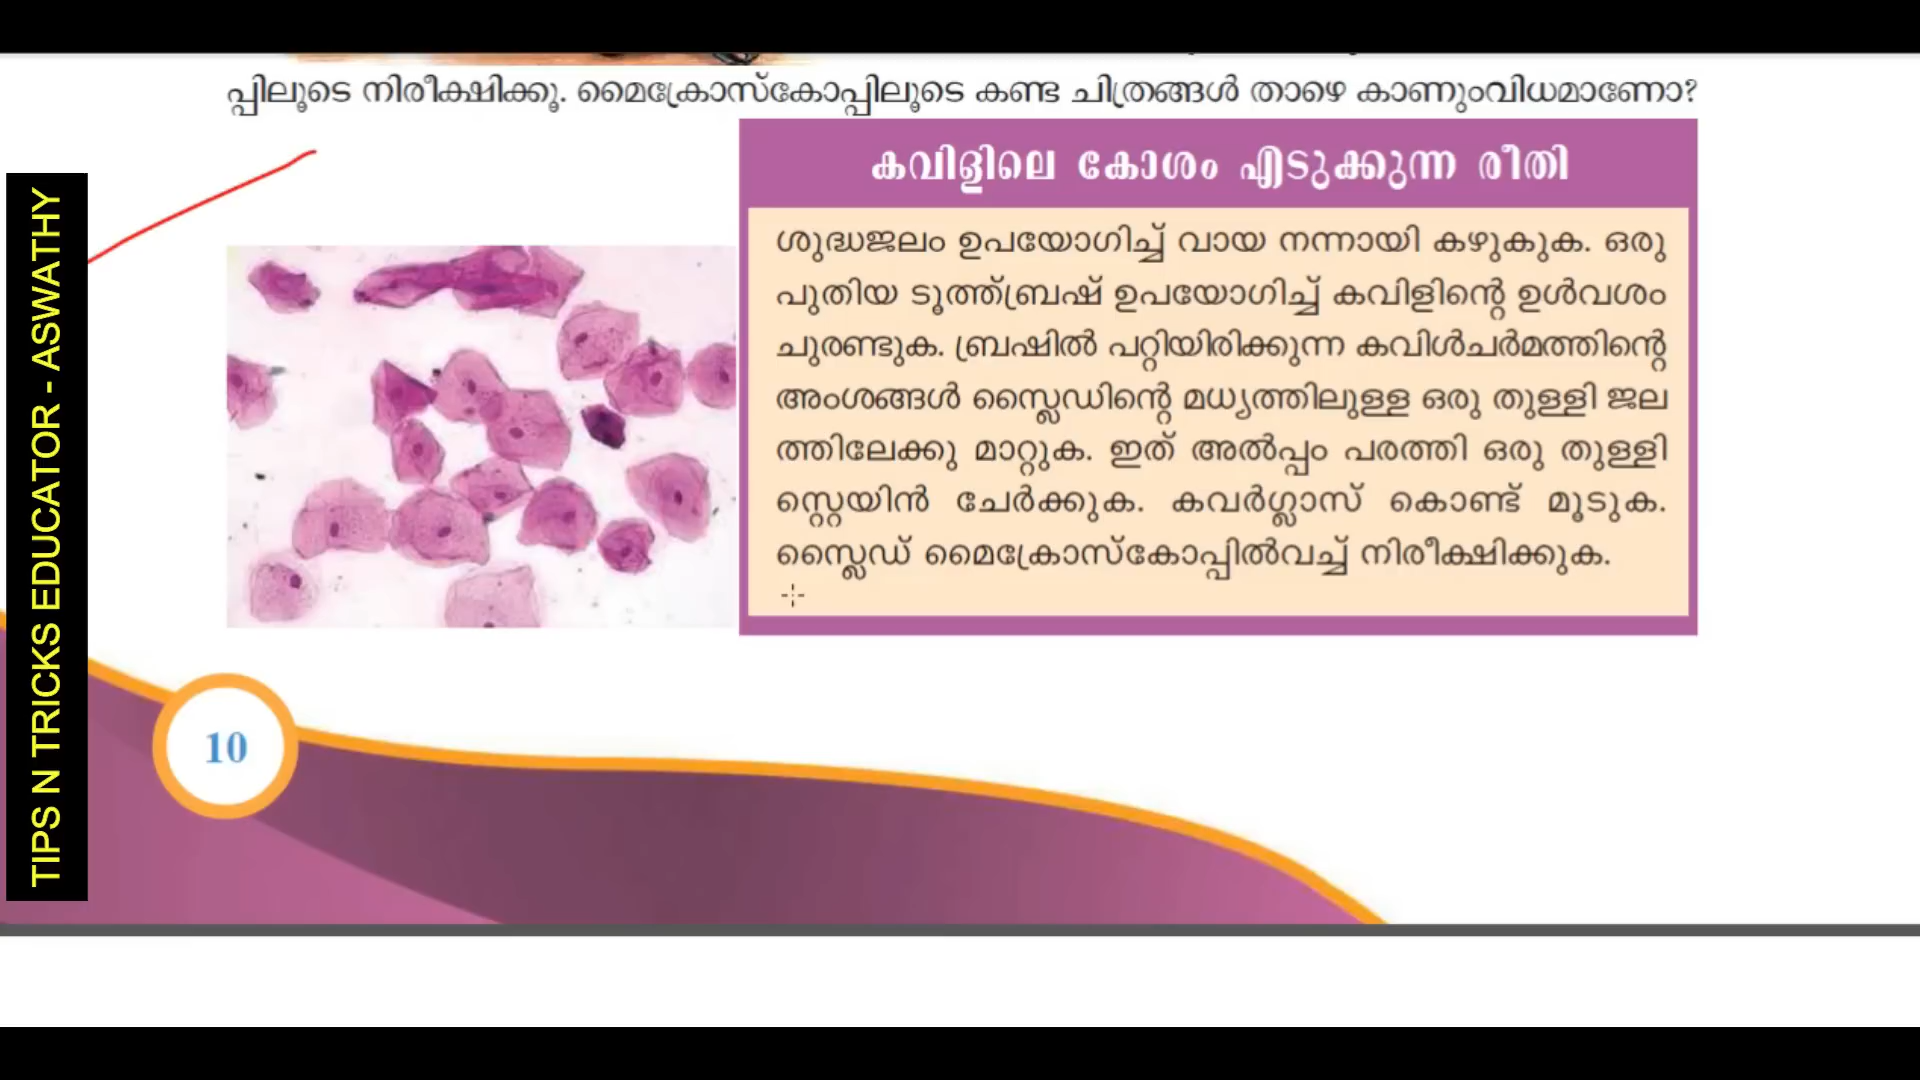 പ്പിലൂടെ നിരീക്ഷിക്കൂ. മൈക്രോസ്കോപ്പിലൂടെ കണ്ട ചിത്രങ്ങൾ താഴെ കാണുംവിധമാണോ?
കവിളിലെ കോശം എടുക്കുന്ന രീതി
ശുദ്ധജലം ഉപയോഗിച്ച് വായ നന്നായി കഴുകുക. ഒരു
പുതിയ ടൂത്ത്ബ്രഷ് ഉപയോഗിച്ച് കവിളിന്റെ ഉൾവശം
ചുരണ്ടുക. ബ്രഷിൽ പറ്റിയിരിക്കുന്ന കവിൾചർമത്തിന്റെ
അംശങ്ങൾ സ്ലൈഡിന്റെ മധ്യത്തിലുള്ള ഒരു തുള്ളി ജല
ത്തിലേക്കു മാറ്റുക. ഇത് അൽപ്പം പരത്തി ഒരു തുള്ളി
സ്റ്റെയിൻ ചേർക്കുക. കവർഗ്ലാസ് കൊണ്ട് മൂടുക.
സ്ലൈഡ് മൈക്രോസ്കോപ്പിൽവച്ച് നിരീക്ഷിക്കുക.
TIPS N TRICKS EDUCATOR - ASWATHY
10